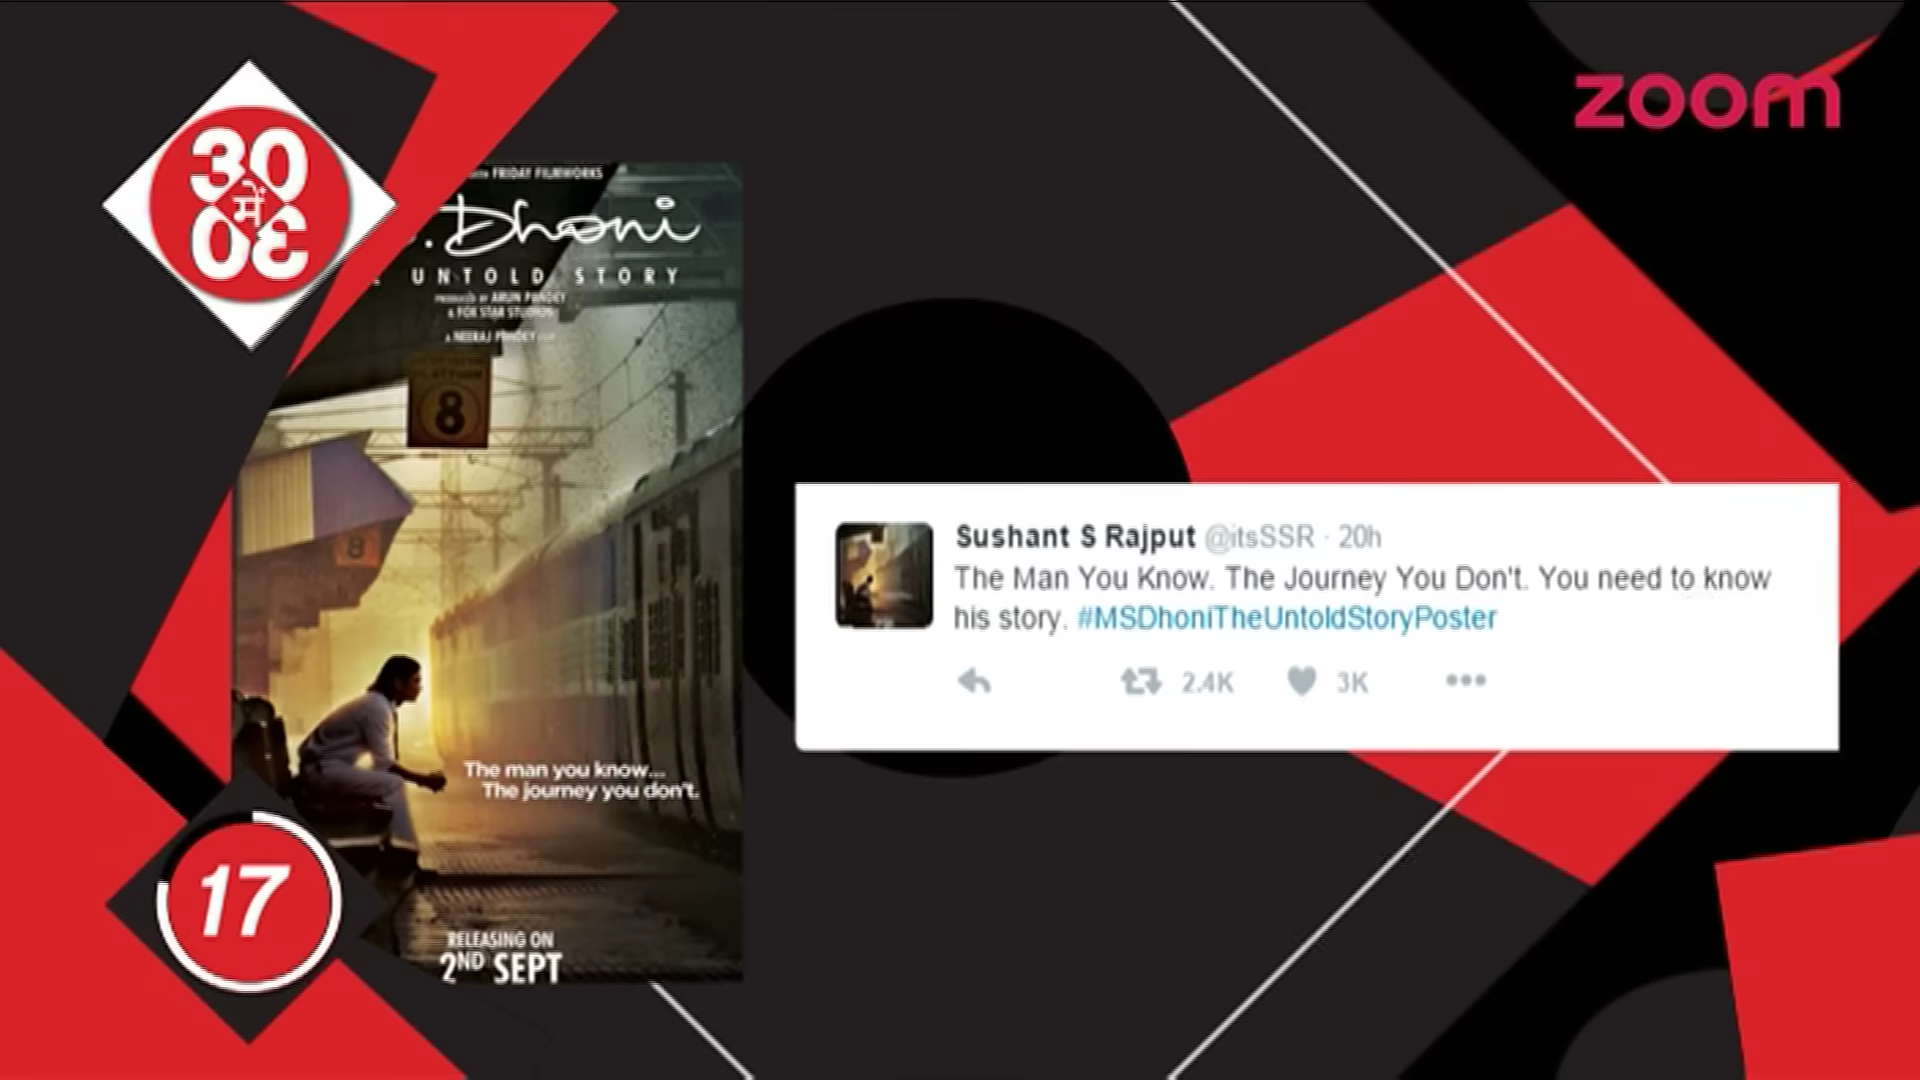 zoom
30
में
30
FRIDAY FILMWORKS
. Dhoni
UNTOLD STORY
PRODUCED BY ARUN PANDEY
& FOX STAR STUDIOS
A NEERAJ PANDEY
PLATFORM
8
8
The man you know...
The journey you don't.
RELEASING ON
2ND SEPT
17
Sushant S Rajput @itsSSR · 20h
The Man You Know. The Journey You Don't. You need to know
his story. #MSDhoniTheUntoldStoryPoster
2.4K 3K